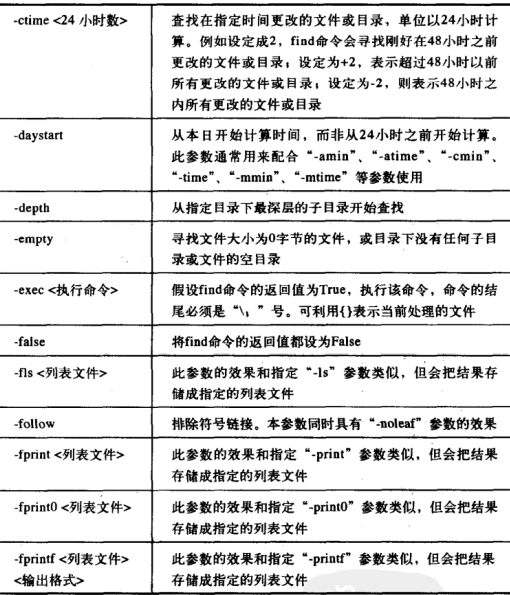 -ctime <24 小时数>
查找在指定时间更改的文件或目录，单位以24小时计
算。例如设定成2，find命令会寻找刚好在48小时之前
更改的文件或目录；设定为+2，表示超过48小时以前
所有更改的文件或目录；设定为-2，则表示48小时之
内所有更改的文件或目录
-daystart
从本日开始计算时间，而非从24小时之前开始计算。
此参数通常用来配合“-amin”、“-atime”、“-cmin”、
“-time”、“-mmin”、“-mtime”等参数使用
-depth
从指定目录下最深层的子目录开始查找
-empty
寻找文件大小为0字节的文件，或目录下没有任何子目
录或文件的空目录
-exec <执行命令>
假设find命令的返回值为True，执行该命令，命令的结
尾必须是“\；”号。可利用{}表示当前处理的文件
-false
将find命令的返回值都设为False
-fls <列表文件>
此参数的效果和指定“-ls”参数类似，但会把结果存
储成指定的列表文件
-follow
排除符号链接。本参数同时具有“-noleaf”参数的效果
-fprint <列表文件>
此参数的效果和指定“-print”参数类似，但会把结果
存储成指定的列表文件
-fprint0 <列表文件>
此参数的效果和指定“-print0”参数类似，但会把结果
存储成指定的列表文件
-fprintf <列表文件>
<输出格式>
此参数的效果和指定“-printf”参数类似，但会把结果
存储成指定的列表文件